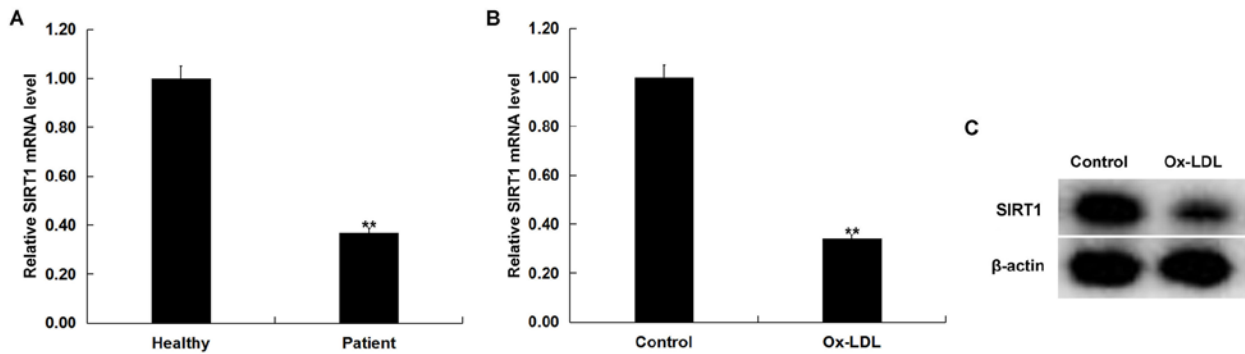 A
Relative SIRT1 mRNA level
1.20
1.00
0.80
0.60
0.40
0.20
0.00
**
Healthy
Patient
B
Relative SIRT1 mRNA level
1.20
1.00
0.80
0.60
0.40
0.20
0.00
**
Control
Ox-LDL
C
Control Ox-LDL
SIRT1
β-actin